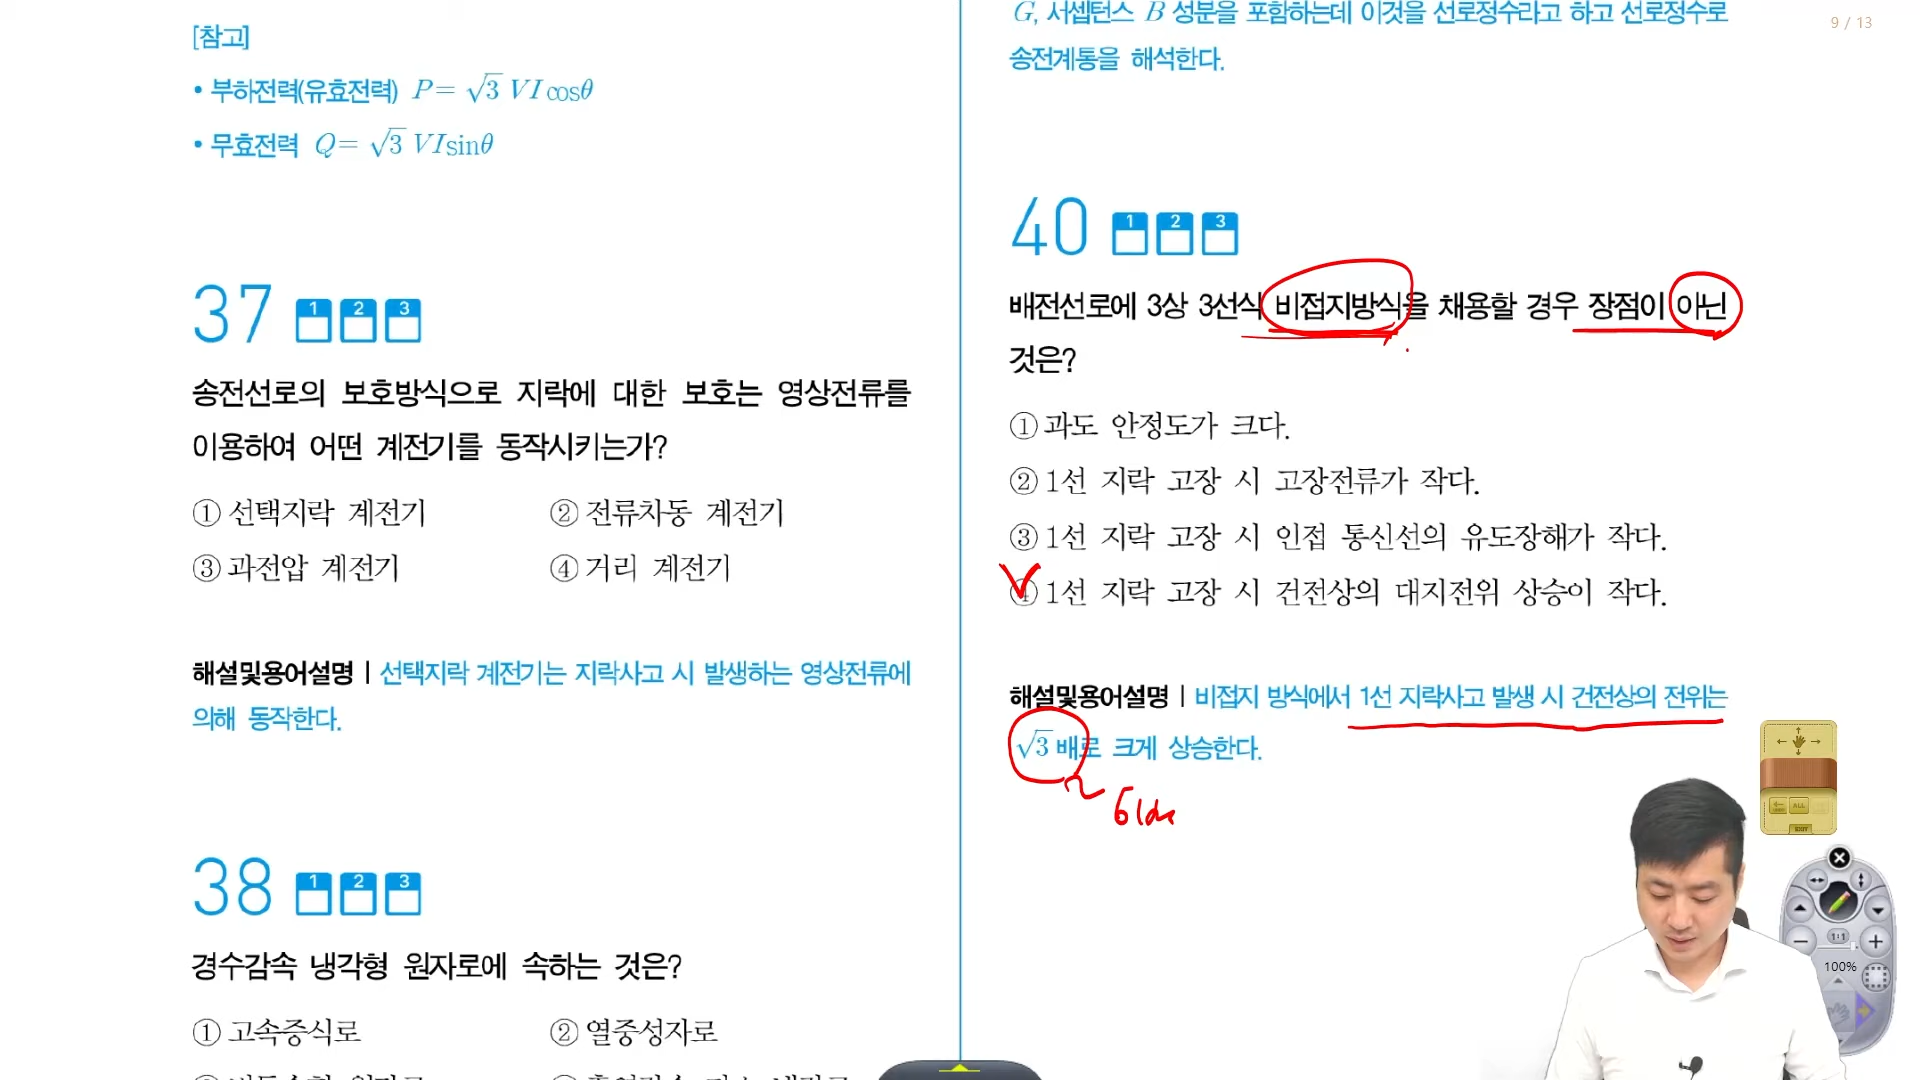 [참고]
• 부하전력(유효전력) P= √3 VIcosθ
• 무효전력 Q= √3 VIsinθ
37 1 2 3
송전선로의 보호방식으로 지락에 대한 보호는 영상전류를
이용하여 어떤 계전기를 동작시키는가?
① 선택지락 계전기 ② 전류차동 계전기
③ 과전압 계전기 ④ 거리 계전기
해설및용어설명 | 선택지락 계전기는 지락사고 시 발생하는 영상전류에
의해 동작한다.
38 1 2 3
경수감속 냉각형 원자로에 속하는 것은?
① 고속증식로 ② 열중성자로
G, 서셉턴스 B 성분을 포함하는데 이것을 선로정수라고 하고 선로정수로
송전계통을 해석한다.
40 1 2 3
배전선로에 3상 3선식 비접지방식을 채용할 경우 장점이 아닌
것은?
① 과도 안정도가 크다.
② 1선 지락 고장 시 고장전류가 작다.
③ 1선 지락 고장 시 인접 통신선의 유도장해가 작다.
④ 1선 지락 고장 시 건전상의 대지전위 상승이 작다.
해설및용어설명 | 비접지 방식에서 1선 지락사고 발생 시 건전상의 전위는
√3 배로 크게 상승한다.
~ 6배
9 / 13
ALL
EXIT
1:1
100%